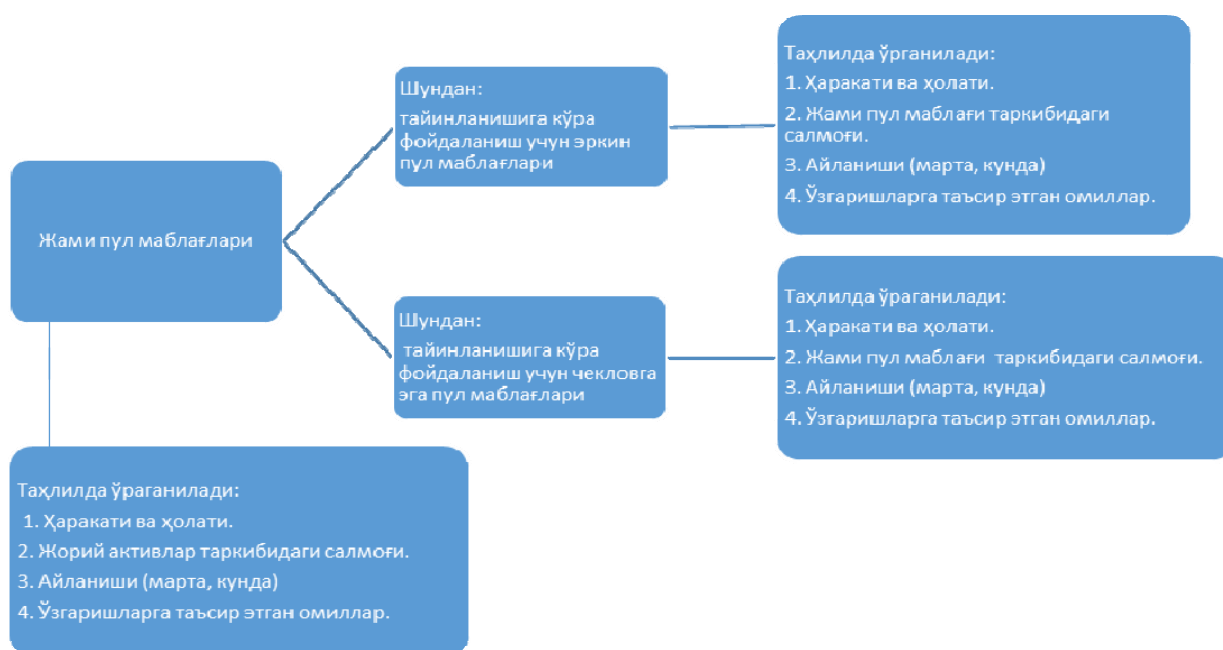 Жами пул маблағлари
Шундан:
тайинланишига кўра
фойдаланиш учун эркин
пул маблағлари
Таҳлилда ўрганилади:
1. Ҳаракати ва ҳолати.
2. Жами пул маблағи таркибидаги
салмоғи.
3. Айланиши (марта, кунда)
4. Ўзгаришларга таъсир этган омиллар.
Шундан:
тайинланишига кўра
фойдаланиш учун чекловга
эга пул маблағлари
Таҳлилда ўраганилади:
1. Ҳаракати ва ҳолати.
2. Жами пул маблағи таркибидаги салмоғи.
3. Айланиши (марта, кунда)
4. Ўзгаришларга таъсир этган омиллар.
Таҳлилда ўраганилади:
1. Ҳаракати ва ҳолати.
2. Жорий активлар таркибидаги салмоғи.
3. Айланиши (марта, кунда)
4. Ўзгаришларга таъсир этган омиллар.